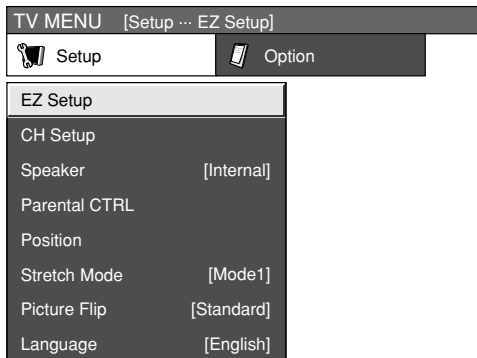 TV MENU [Setup ··· EZ Setup]
Setup Option
EZ Setup
CH Setup
Speaker [Internal]
Parental CTRL
Position
Stretch Mode [Mode1]
Picture Flip [Standard]
Language [English]